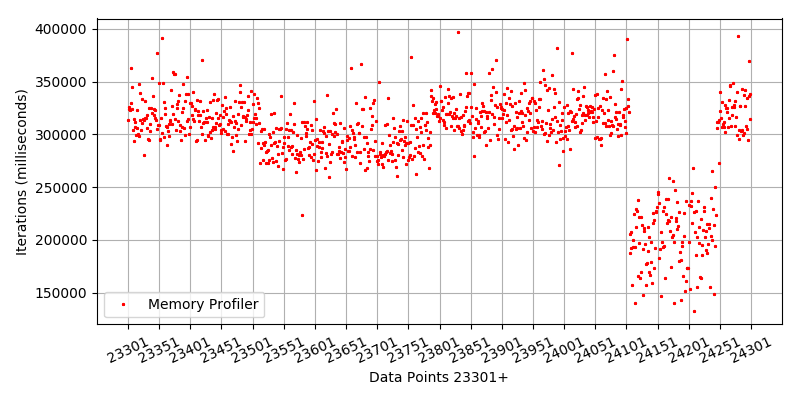 400000
350000
300000
250000
200000
150000
Iterations (milliseconds)
Memory Profiler
23301 23351 23401 23451 23501 23551 23601 23651 23701 23751 23801 23851 23901 23951 24001 24051 24101 24151 24201 24251 24301
Data Points 23301+